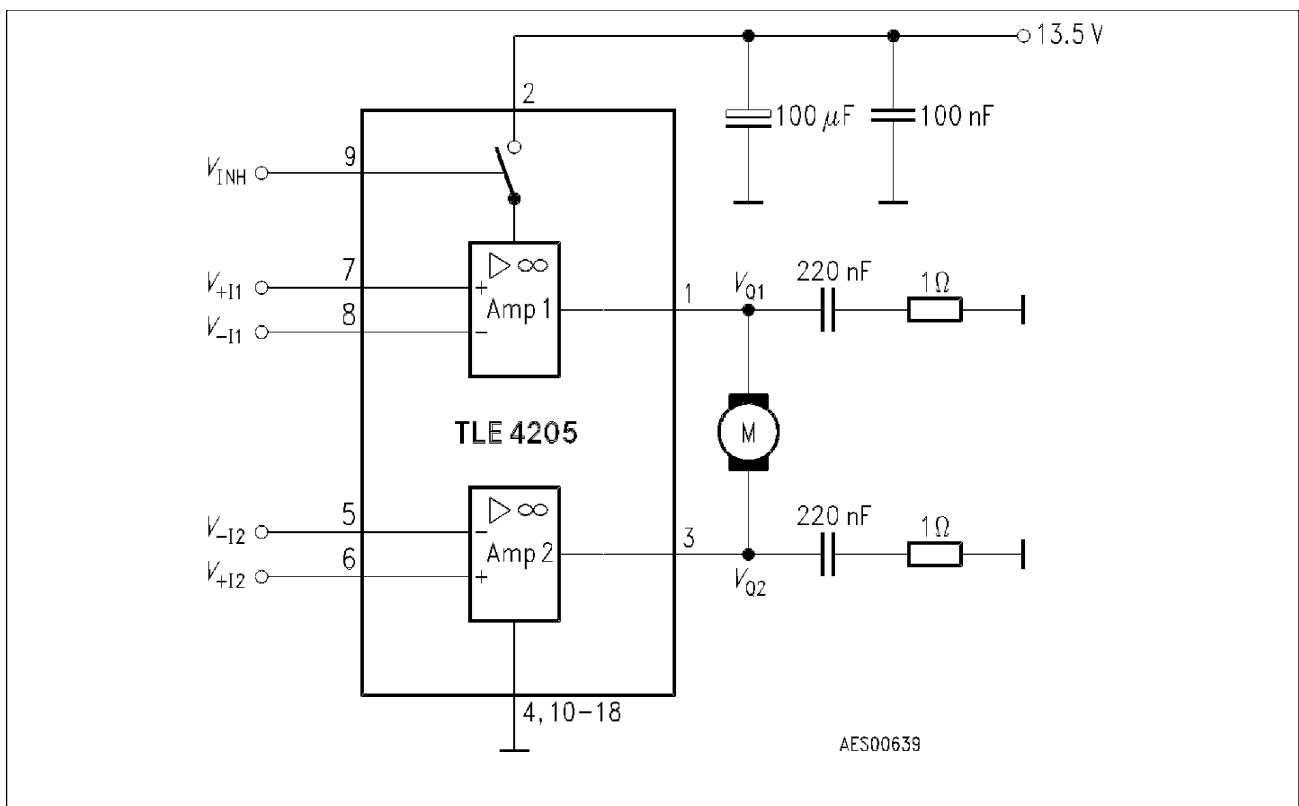 13.5 V
2
100 μF
100 nF
9
V_INH
7
V_+I1
8
V_-I1
▷ ∞
+
Amp 1
−
1
V_Q1
220 nF
1Ω
TLE 4205
M
5
V_-I2
6
V_+I2
▷ ∞
−
Amp 2
+
3
V_Q2
220 nF
1Ω
4, 10−18
AES00639